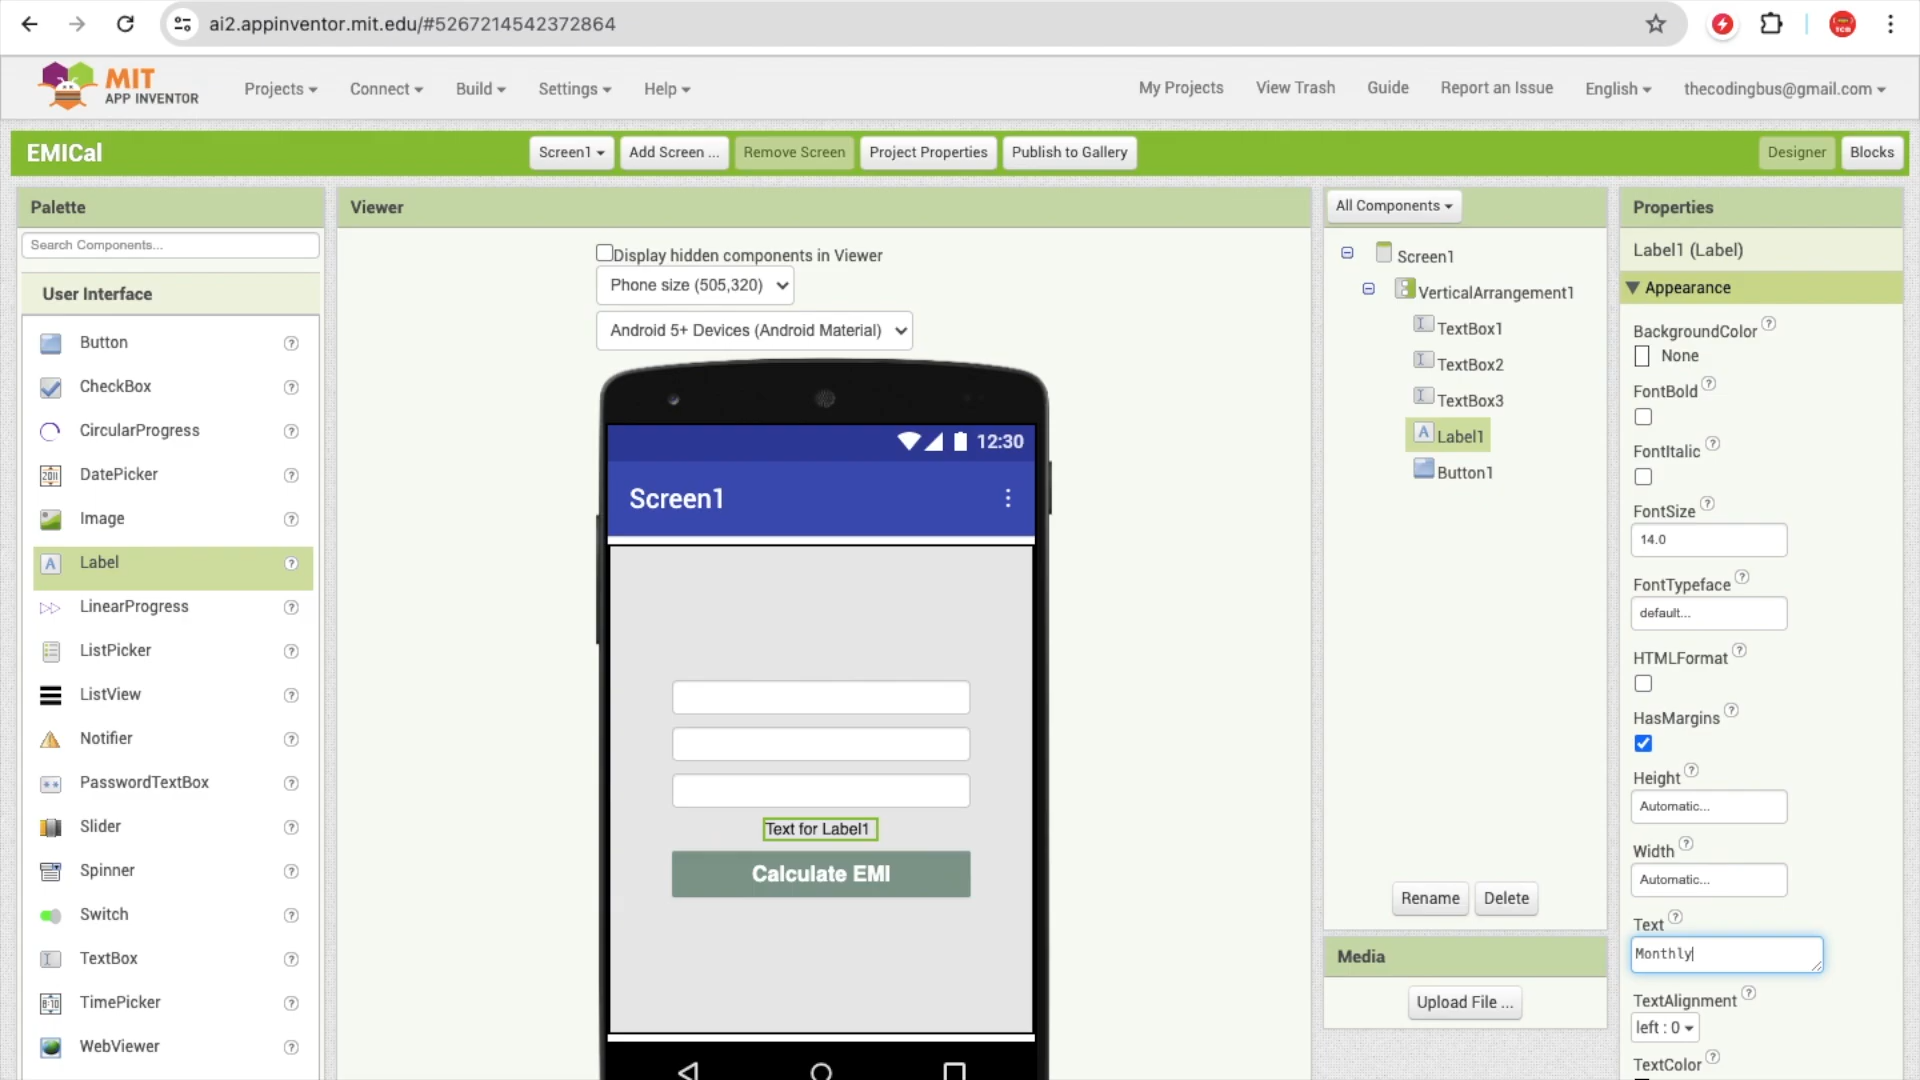 ai2.appinventor.mit.edu/#5267214542372864
TCB
MIT
APP INVENTOR
Projects
Connect
Build
Settings
Help
My Projects
View Trash
Guide
Report an Issue
English
thecodingbus@gmail.com
EMICal
Screen1
Add Screen ...
Remove Screen
Project Properties
Publish to Gallery
Designer
Blocks
Palette
Search Components...
User Interface
Button
CheckBox
CircularProgress
DatePicker
Image
Label
LinearProgress
ListPicker
ListView
Notifier
PasswordTextBox
Slider
Spinner
Switch
TextBox
TimePicker
WebViewer
Viewer
Display hidden components in Viewer
Phone size (505,320)
Android 5+ Devices (Android Material)
12:30
Screen1
Text for Label1
Calculate EMI
All Components
Screen1
VerticalArrangement1
TextBox1
TextBox2
TextBox3
Label1
Button1
Rename
Delete
Media
Upload File ...
Properties
Label1 (Label)
Appearance
BackgroundColor
None
FontBold
FontItalic
FontSize
14.0
FontTypeface
default...
HTMLFormat
HasMargins
Height
Automatic...
Width
Automatic...
Text
Monthly
TextAlignment
left : 0
TextColor